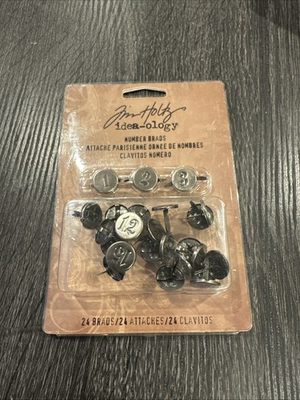 Tim Holtz
idea-ology
NUMBER BRADS
ATTACHE PARISIENNE ORNEE DE NOMBRES
CLAVITOS NÚMERO
1 2 3
12
24 BRADS/24 ATTACHES/24 CLAVITOS